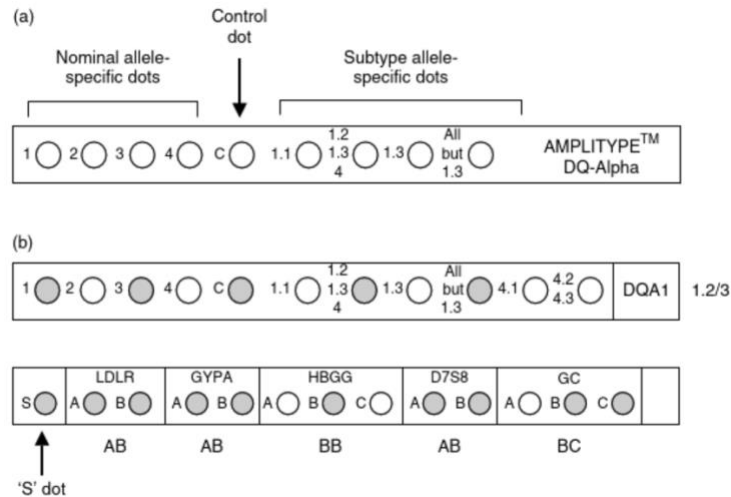 (a)
Control
dot
Nominal allele-
specific dots
Subtype allele-
specific dots
1 2 3 4 C 1.1 1.2 1.3 4 1.3 All but 1.3 AMPLITYPE™ DQ-Alpha
(b)
1 2 3 4 C 1.1 1.2 1.3 4 1.3 All but 1.3 4.1 4.2 4.3 DQA1 1.2/3
LDLR GYPA HBGG D7S8 GC
S A B A B A B C A B A B C
AB AB BB AB BC
'S' dot